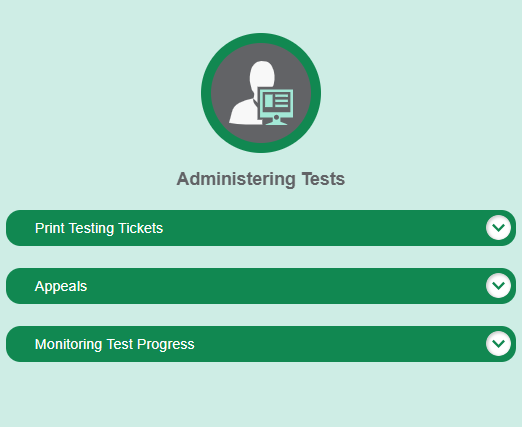 Administering Tests
Print Testing Tickets
Appeals
Monitoring Test Progress